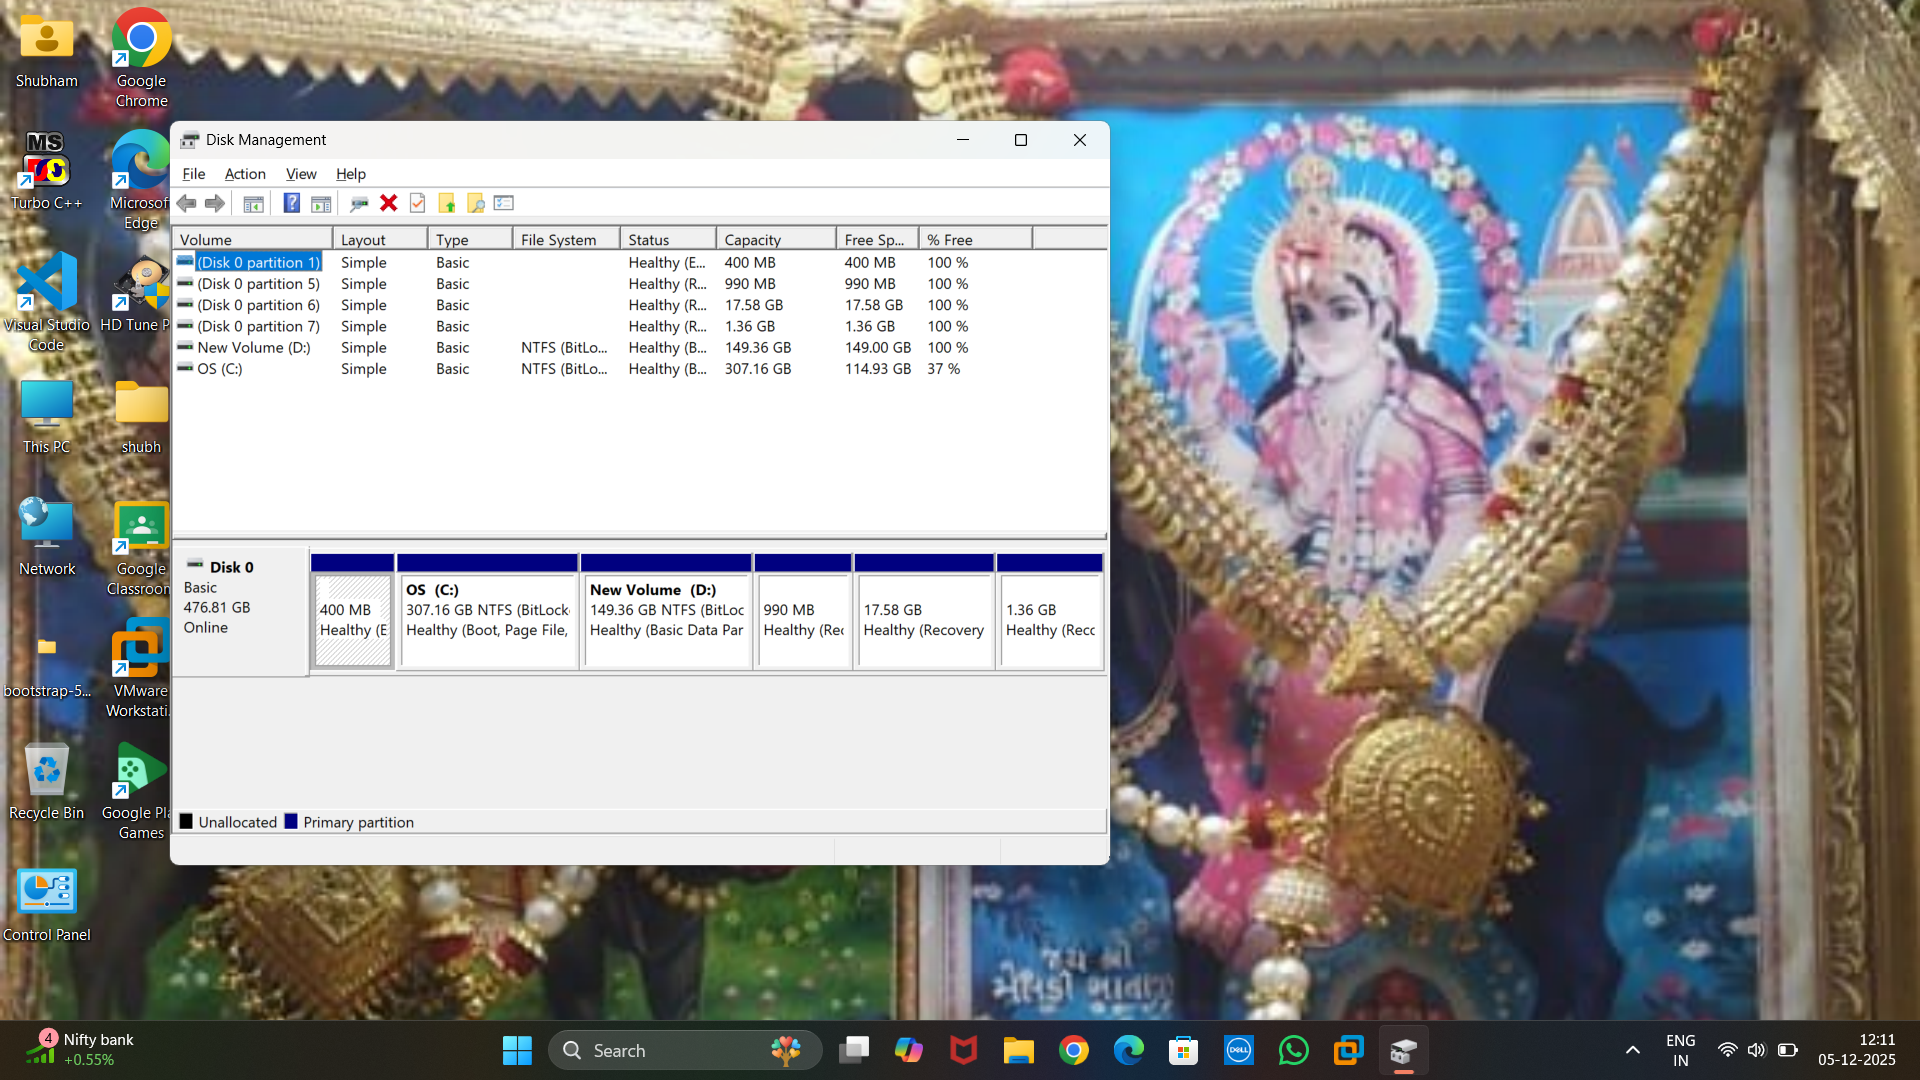 Shubham
Google
Chrome
MS
DOS
Turbo C++
Microsof
Edge
Visual Studio
Code
HD Tune P
This PC
shubh
Network
Google
Classroon
bootstrap-5...
VMware
Workstati.
Recycle Bin
Google Pl
Games
Control Panel
Disk Management
File Action View Help
Volume Layout Type File System Status Capacity Free Sp... % Free
(Disk 0 partition 1) Simple Basic Healthy (E... 400 MB 400 MB 100 %
(Disk 0 partition 5) Simple Basic Healthy (R... 990 MB 990 MB 100 %
(Disk 0 partition 6) Simple Basic Healthy (R... 17.58 GB 17.58 GB 100 %
(Disk 0 partition 7) Simple Basic Healthy (R... 1.36 GB 1.36 GB 100 %
New Volume (D:) Simple Basic NTFS (BitLo... Healthy (B... 149.36 GB 149.00 GB 100 %
OS (C:) Simple Basic NTFS (BitLo... Healthy (B... 307.16 GB 114.93 GB 37 %
Disk 0
Basic
476.81 GB
Online
400 MB
Healthy (E
OS (C:)
307.16 GB NTFS (BitLock
Healthy (Boot, Page File,
New Volume (D:)
149.36 GB NTFS (BitLoc
Healthy (Basic Data Par
990 MB
Healthy (Rec
17.58 GB
Healthy (Recovery
1.36 GB
Healthy (Recc
Unallocated Primary partition
જય શ્રી
મેલડી માતાજી
4
Nifty bank
+0.55%
Search
DELL
ENG
IN
12:11
05-12-2025